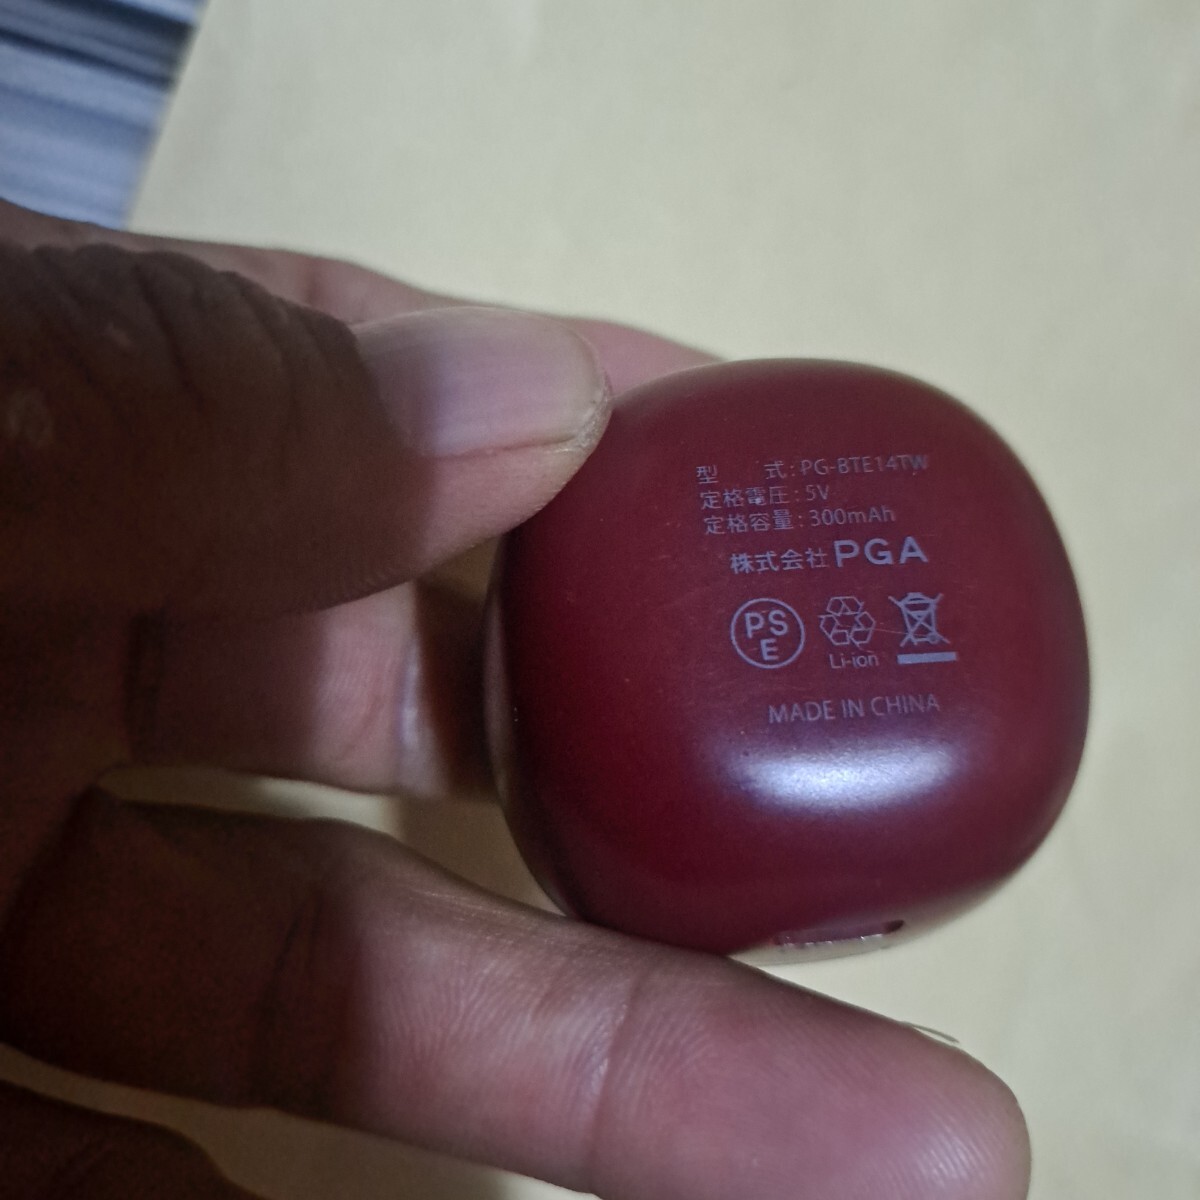 型 式:PG-BTE14TW
定格電圧:5V
定格容量:300mAh
株式会社PGA
PS
E
Li-ion
MADE IN CHINA